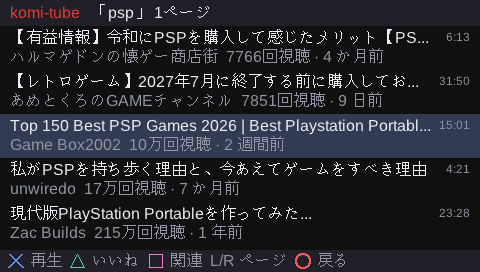 komi-tube 「psp」 1ページ
【有益情報】令和にPSPを購入して感じたメリット【PS... 6:13
ハルマゲドンの懐ゲー商店街 7766回視聴・4 か月前
【レトロゲーム】2027年7月に終了する前に購入してお... 31:50
あめとくろのGAMEチャンネル 7851回視聴・9 日前
Top 150 Best PSP Games 2026 | Best Playstation Portabl... 15:01
Game Box2002 10万回視聴・2 週間前
私がPSPを持ち歩く理由と、今あえてゲームをすべき理由 4:21
unwiredo 17万回視聴・7 か月前
現代版PlayStation Portableを作ってみた... 23:28
Zac Builds 215万回視聴・1 年前
再生 いいね 関連 L/R ページ 戻る